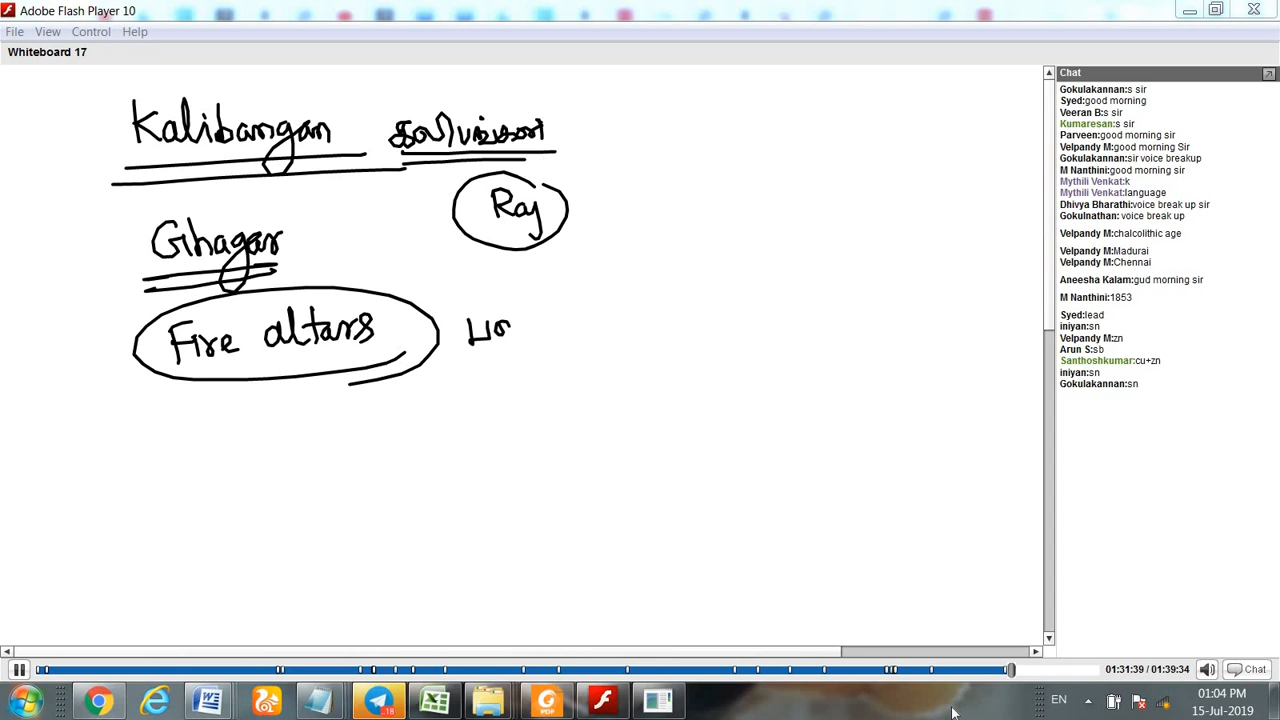 Adobe Flash Player 10
File View Control Help
Whiteboard 17
Kalibangan காலிபங்கன்
Raj
Ghagar
Fire altars
Chat
Gokulakannan:s sir
Syed:good morning
Veeran B:s sir
Kumaresan:s sir
Parveen:good morning sir
Velpandy M:good morning Sir
Gokulakannan:sir voice breakup
M Nanthini:good morning sir
Mythili Venkat:k
Mythili Venkat:language
Dhivya Bharathi:voice break up sir
Gokulnathan: voice break up
Velpandy M:chalcolithic age
Velpandy M:Madurai
Velpandy M:Chennai
Aneesha Kalam:gud morning sir
M Nanthini:1853
Syed:lead
iniyan:sn
Velpandy M:zn
Arun S:sb
Santhoshkumar:cu+zn
iniyan:sn
Gokulakannan:sn
01:31:39 / 01:39:34 Chat
18 PDF EN 01:04 PM
15-Jul-2019